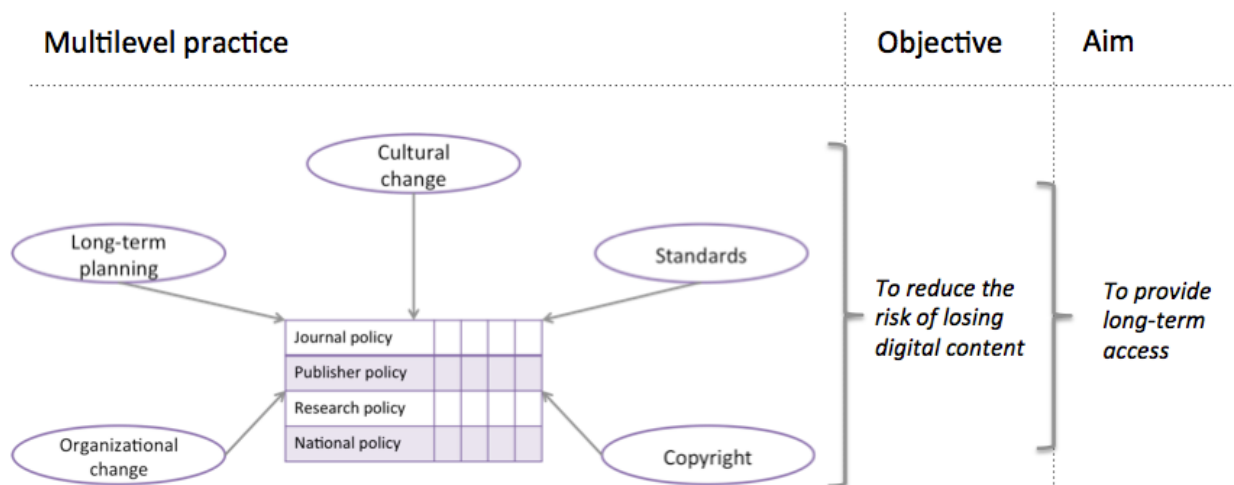 Multilevel practice
Objective
Aim
Cultural
change
Long-term
planning
Standards
Journal policy
Publisher policy
Research policy
National policy
Organizational
change
Copyright
To reduce the
risk of losing
digital content
To provide
long-term
access